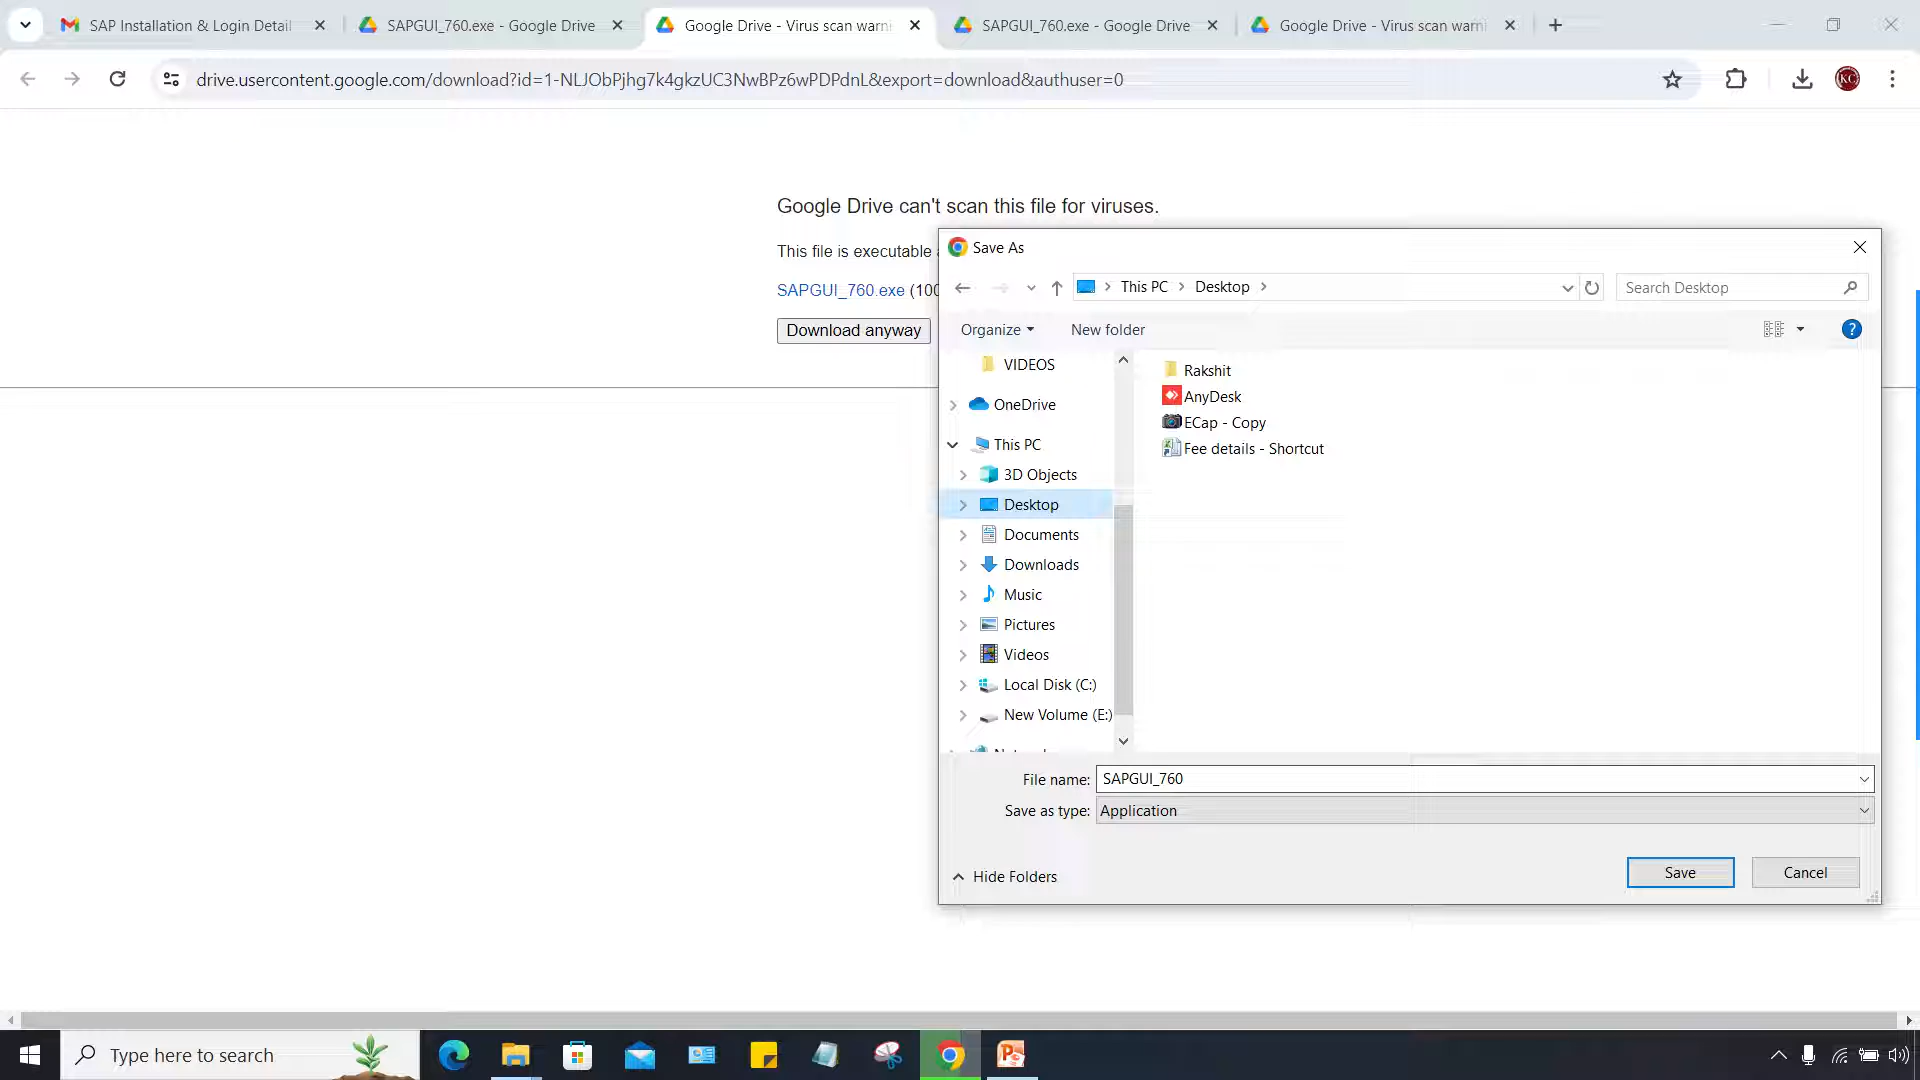 SAP Installation & Login Detail
SAPGUI_760.exe - Google Drive
Google Drive - Virus scan warni
SAPGUI_760.exe - Google Drive
Google Drive - Virus scan warni
drive.usercontent.google.com/download?id=1-NLJObPjhg7k4gkzUC3NwBPz6wPDPdnL&export=download&authuser=0
KC
Google Drive can't scan this file for viruses.
This file is executable
SAPGUI_760.exe (100
Download anyway
Save As
This PC > Desktop >
Search Desktop
Organize
New folder
VIDEOS
OneDrive
This PC
3D Objects
Desktop
Documents
Downloads
Music
Pictures
Videos
Local Disk (C:)
New Volume (E:)
Rakshit
AnyDesk
ECap - Copy
Fee details - Shortcut
File name: SAPGUI_760
Save as type: Application
Hide Folders
Save
Cancel
Type here to search